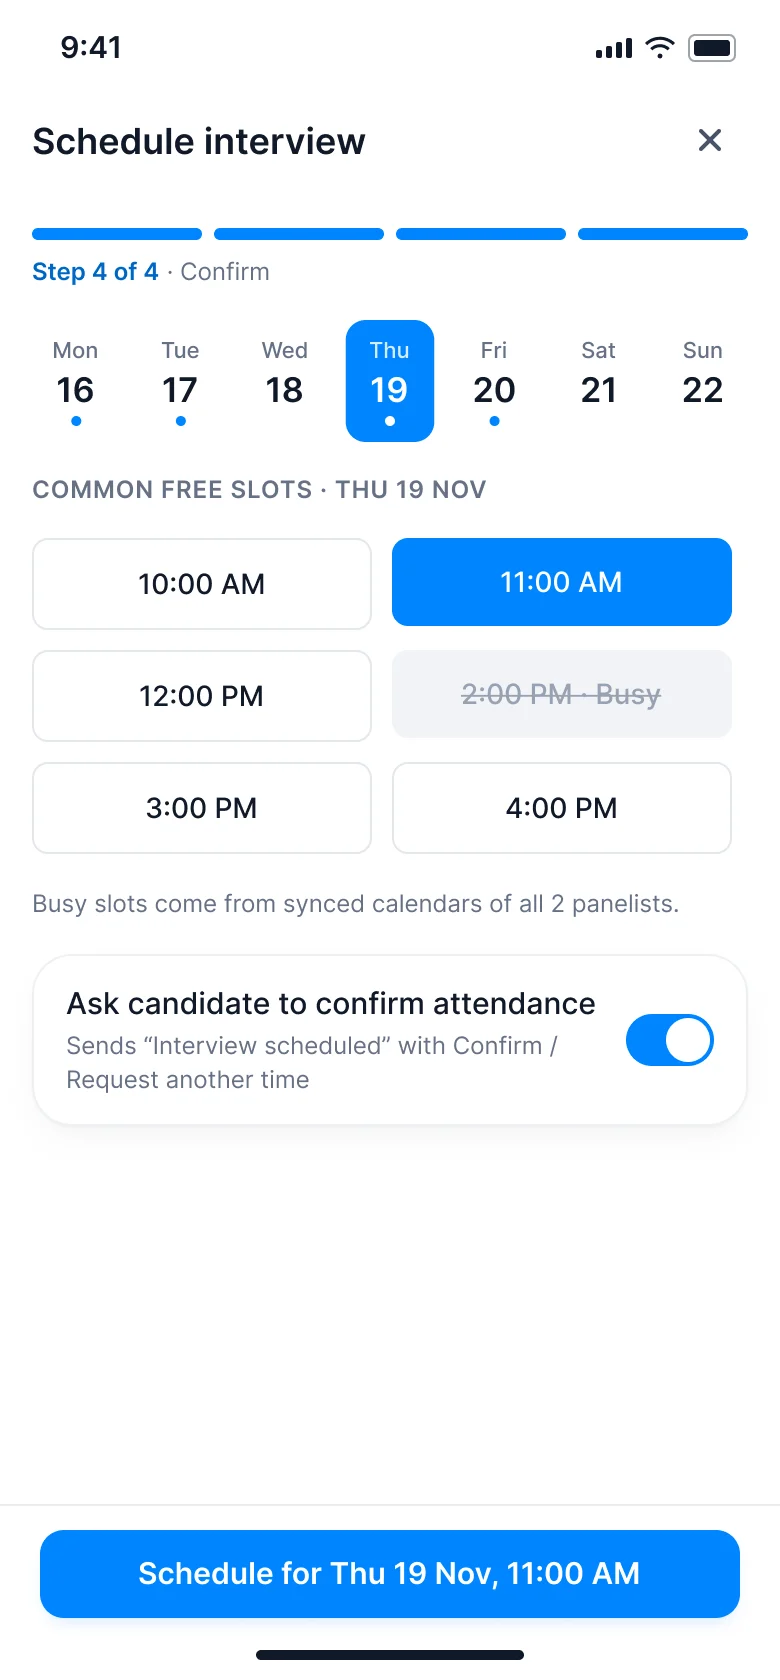 9:41
Schedule interview
Step 4 of 4 · Confirm
Mon Tue Wed Thu Fri Sat Sun
16 17 18 19 20 21 22
COMMON FREE SLOTS · THU 19 NOV
10:00 AM 11:00 AM
12:00 PM 2:00 PM · Busy
3:00 PM 4:00 PM
Busy slots come from synced calendars of all 2 panelists.
Ask candidate to confirm attendance
Sends “Interview scheduled” with Confirm /
Request another time
Schedule for Thu 19 Nov, 11:00 AM